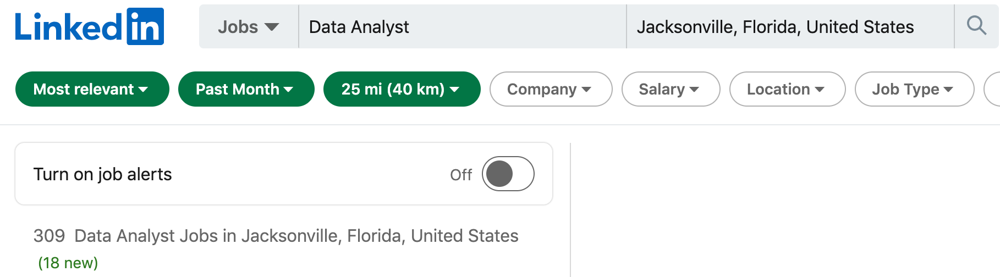 LinkedIn Jobs Data Analyst Jacksonville, Florida, United States
Most relevant Past Month 25 mi (40 km) Company Salary Location Job Type
Turn on job alerts Off
309 Data Analyst Jobs in Jacksonville, Florida, United States
(18 new)